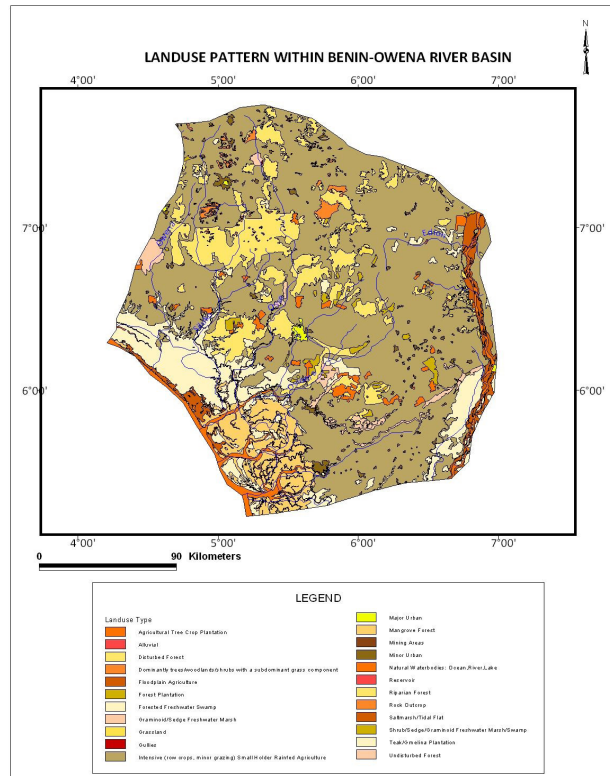 N
LANDUSE PATTERN WITHIN BENIN-OWENA RIVER BASIN
4°00' 5°00' 6°00' 7°00'
7°00' 7°00'
6°00' 6°00'
4°00' 5°00' 6°00' 7°00'
0 90 Kilometers
LEGEND
Landuse Type
Agricultural Tree Crop Plantation
Alluvial
Disturbed Forest
Dominantly trees/woodlands/shrubs with a subdominant grass component
Floodplain Agriculture
Forest Plantation
Forested Freshwater Swamp
Graminoid/Sedge Freshwater Marsh
Grassland
Gullies
Intensive (row crops, minor grazing) Small Holder Rainfed Agriculture
Major Urban
Mangrove Forest
Mining Areas
Minor Urban
Natural Waterbodies: Ocean,River,Lake
Reservoir
Riparian Forest
Rock Outcrop
Saltmarsh/Tidal Flat
Shrub/Sedge/Graminoid Freshwater Marsh/Swamp
Teak/Gmelina Plantation
Undisturbed Forest